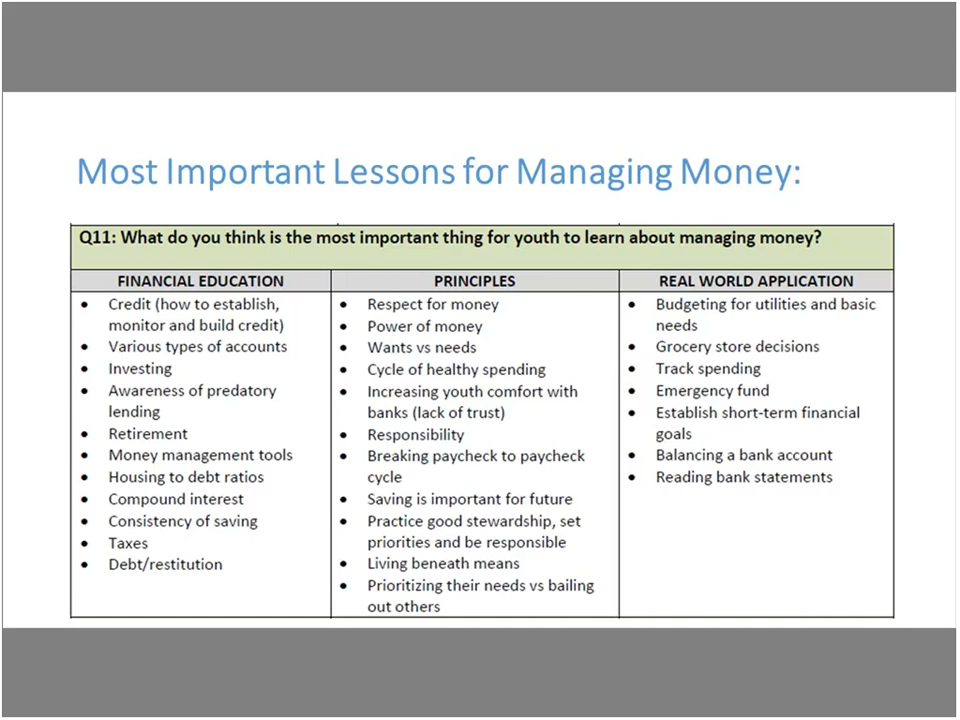 Most Important Lessons for Managing Money:
Q11: What do you think is the most important thing for youth to learn about managing money?
FINANCIAL EDUCATION
• Credit (how to establish,
monitor and build credit)
• Various types of accounts
• Investing
• Awareness of predatory
lending
• Retirement
• Money management tools
• Housing to debt ratios
• Compound interest
• Consistency of saving
• Taxes
• Debt/restitution
PRINCIPLES
• Respect for money
• Power of money
• Wants vs needs
• Cycle of healthy spending
• Increasing youth comfort with
banks (lack of trust)
• Responsibility
• Breaking paycheck to paycheck
cycle
• Saving is important for future
• Practice good stewardship, set
priorities and be responsible
• Living beneath means
• Prioritizing their needs vs bailing
out others
REAL WORLD APPLICATION
• Budgeting for utilities and basic
needs
• Grocery store decisions
• Track spending
• Emergency fund
• Establish short-term financial
goals
• Balancing a bank account
• Reading bank statements